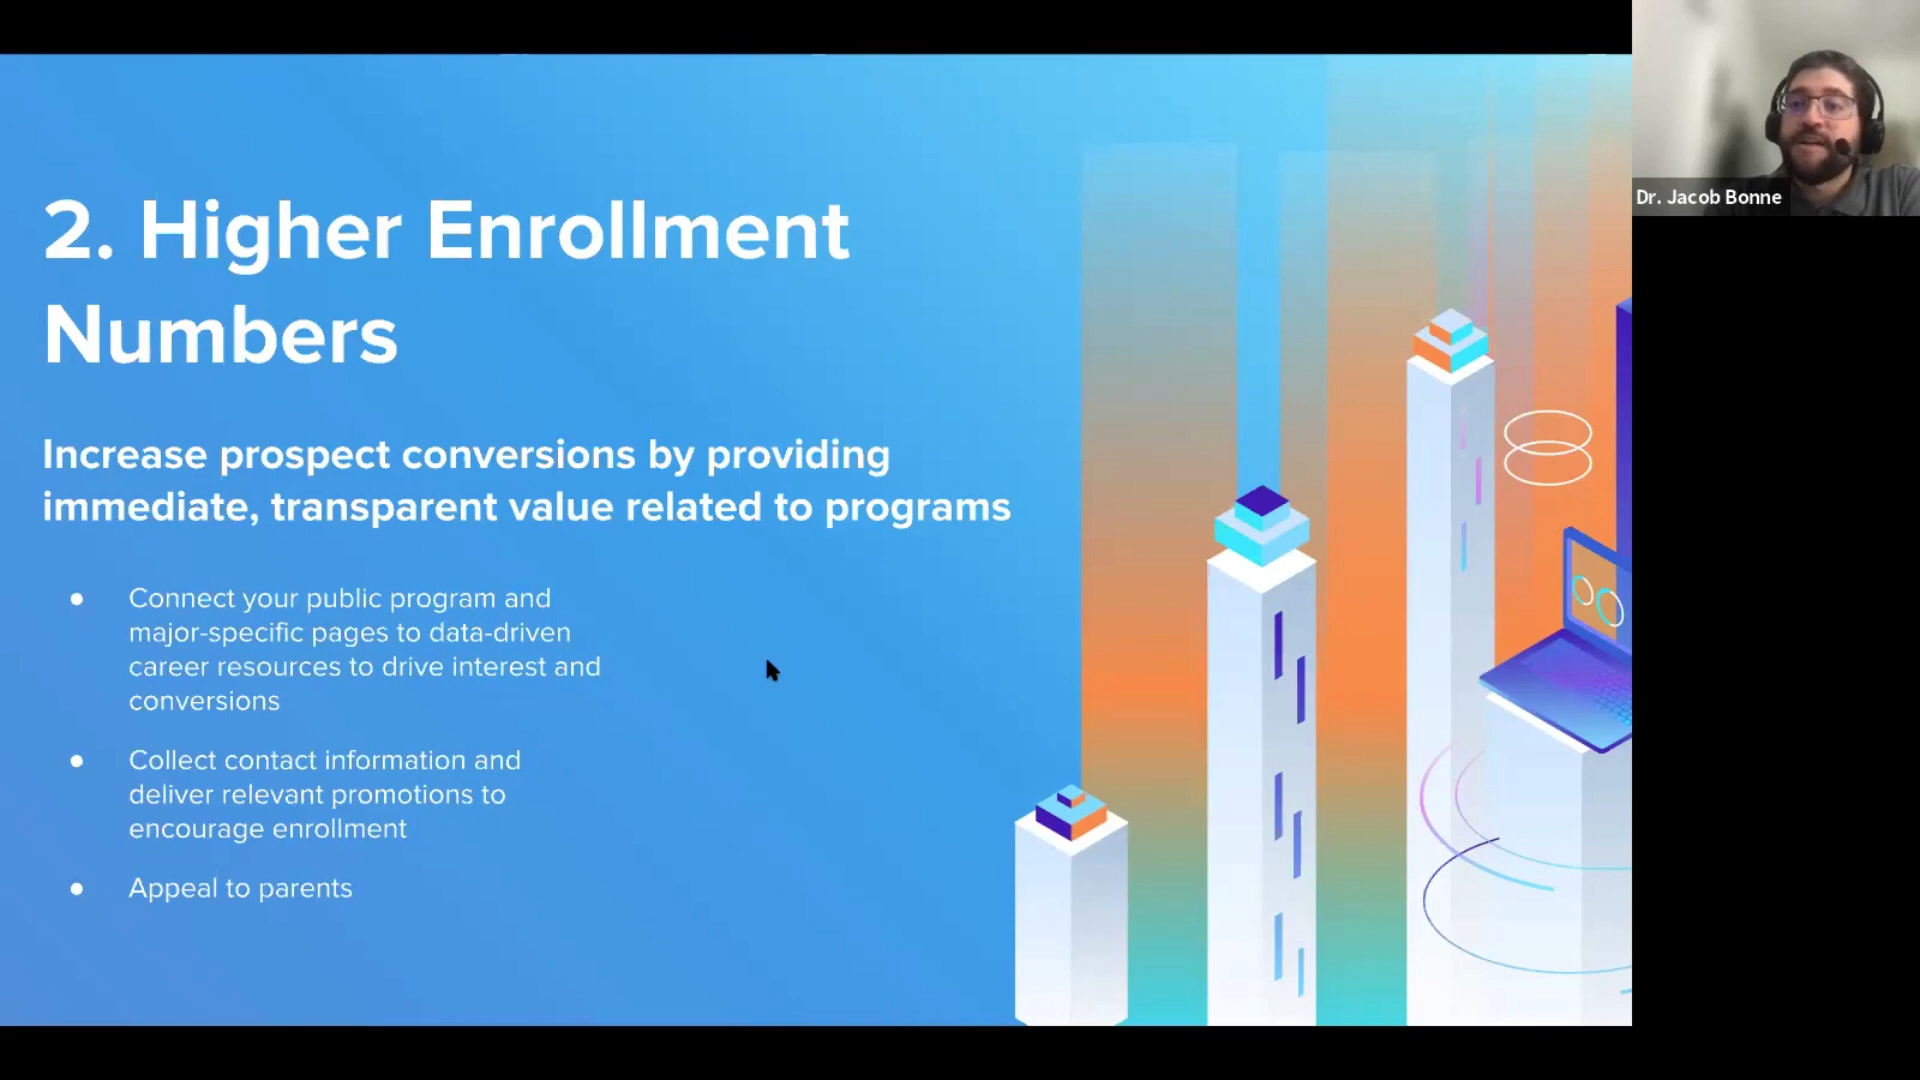 2. Higher Enrollment
Numbers
Increase prospect conversions by providing
immediate, transparent value related to programs
● Connect your public program and
major-specific pages to data-driven
career resources to drive interest and
conversions
● Collect contact information and
deliver relevant promotions to
encourage enrollment
● Appeal to parents
Dr. Jacob Bonne